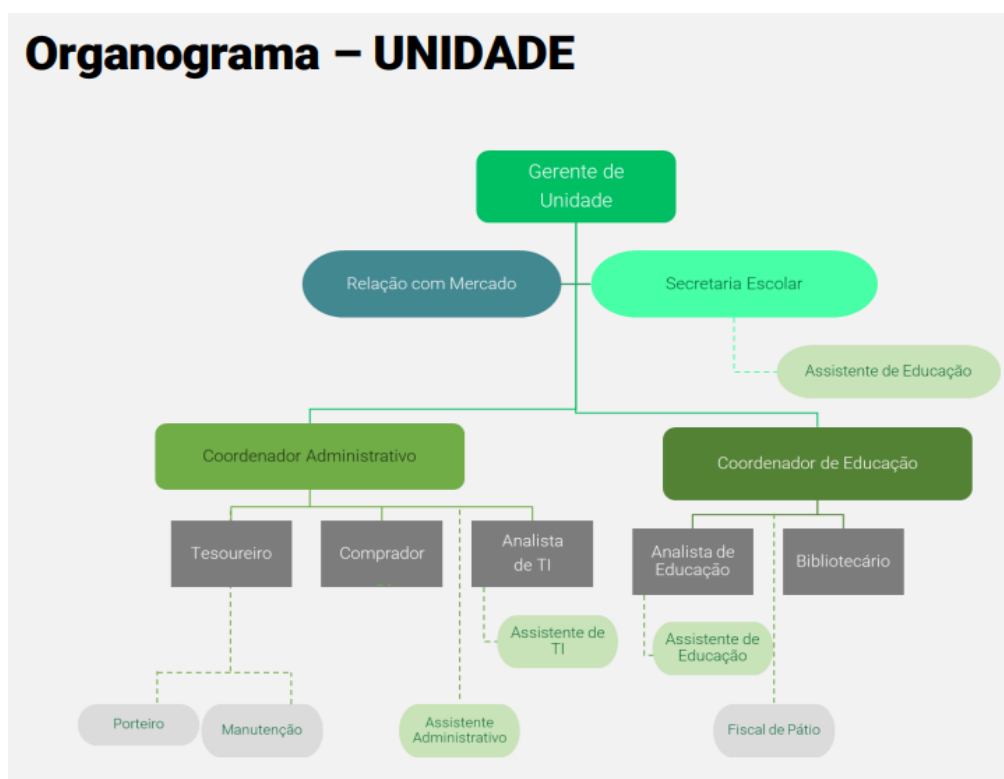 Organograma – UNIDADE
Gerente de
Unidade
Relação com Mercado
Secretaria Escolar
Assistente de Educação
Coordenador Administrativo
Coordenador de Educação
Tesoureiro
Comprador
Analista
de TI
Analista de
Educação
Bibliotecário
Assistente de
TI
Assistente de
Educação
Porteiro
Manutenção
Assistente
Administrativo
Fiscal de Pátio